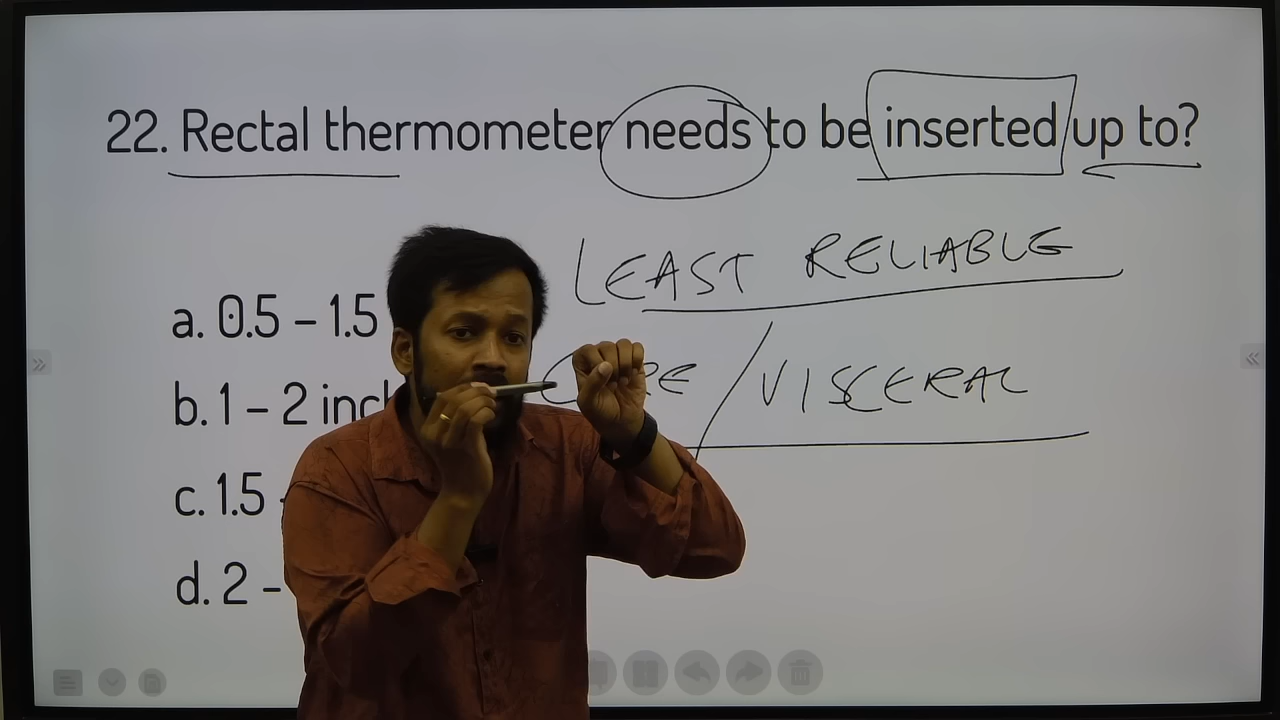 22. Rectal thermometer needs to be inserted up to?
LEAST RELIABLE
a. 0.5 – 1.5
/ VISCERAL
b. 1 – 2
c. 1.5
d. 2 –